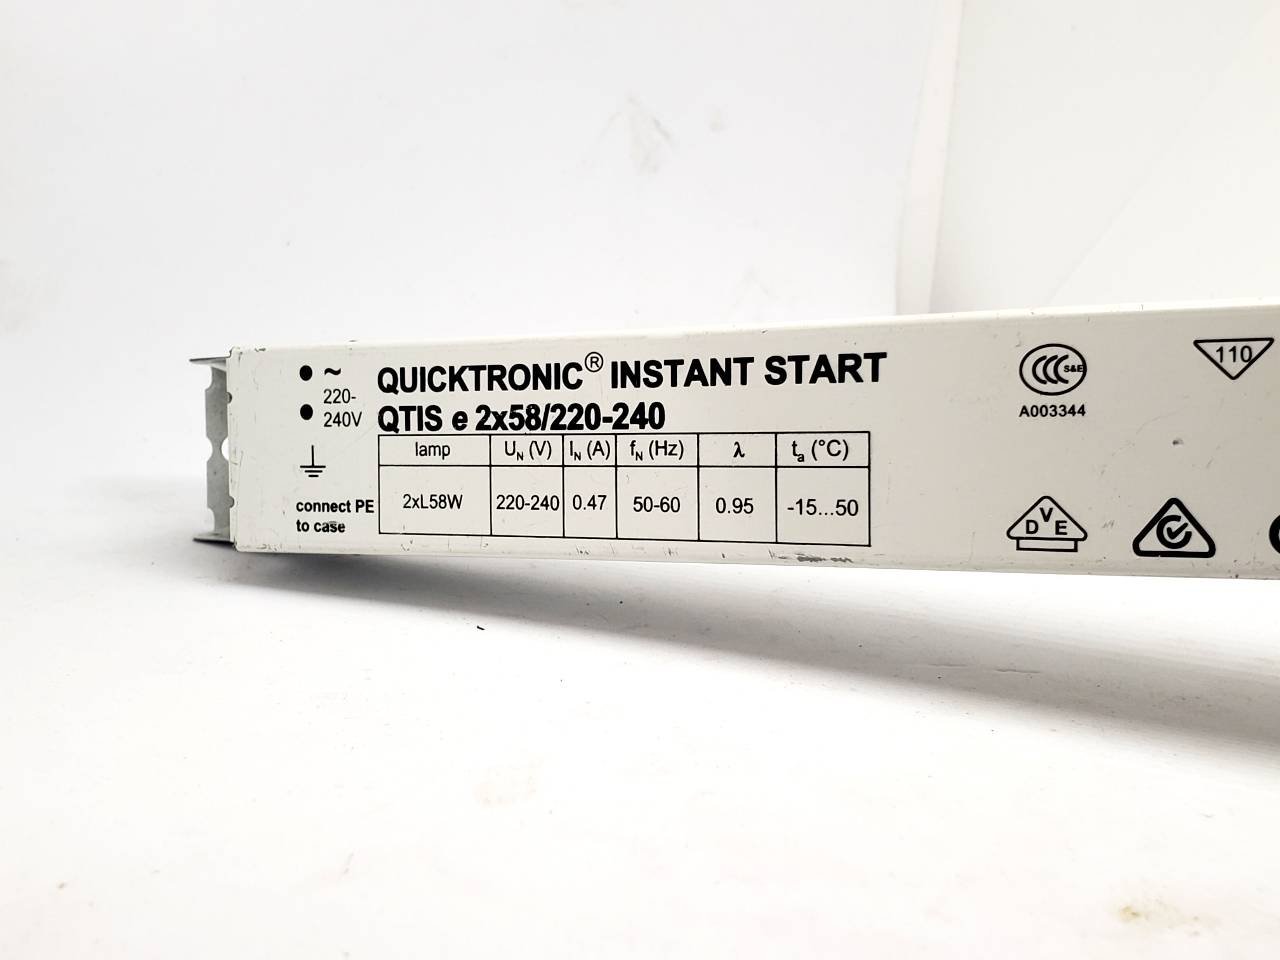 ~
220-
240V
connect PE
to case
QUICKTRONIC® INSTANT START
QTIS e 2x58/220-240
lamp UN (V) IN (A) fN (Hz) λ ta (°C)
2xL58W 220-240 0.47 50-60 0.95 -15...50
CCC S&E
A003344
110
DVE